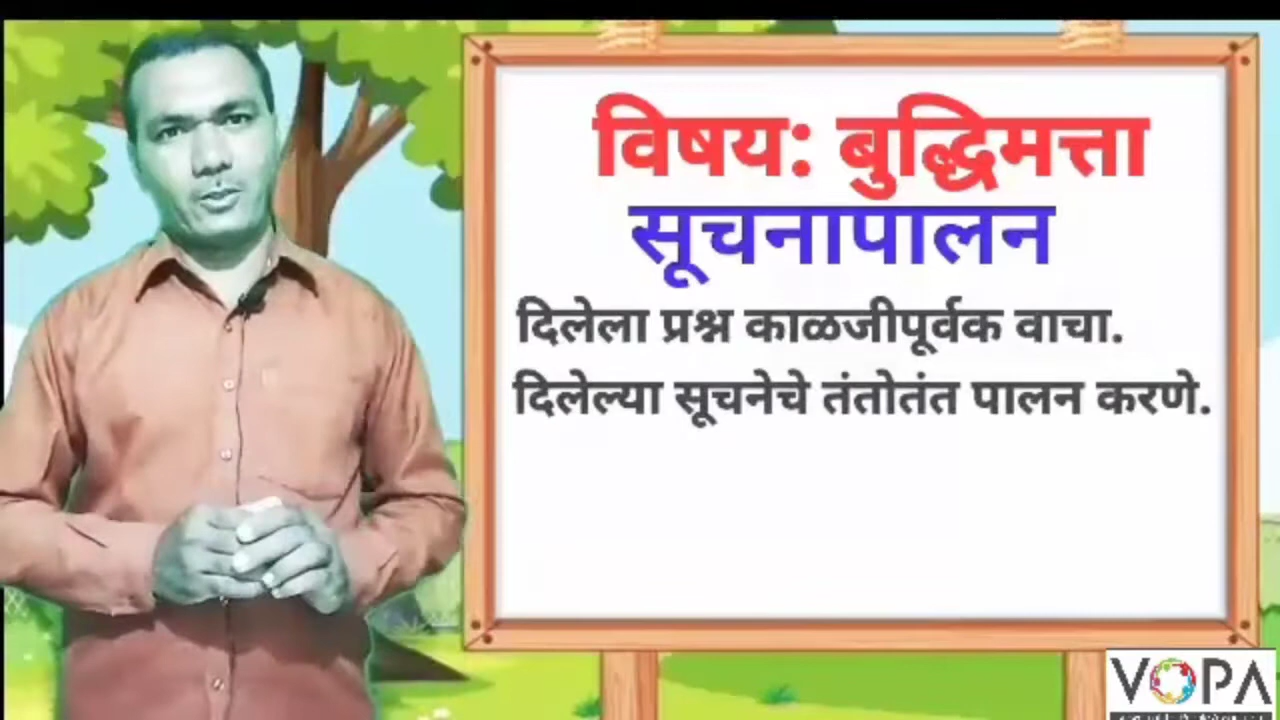 विषय: बुद्धिमत्ता
सूचनापालन
दिलेला प्रश्न काळजीपूर्वक वाचा.
दिलेल्या सूचनेचे तंतोतंत पालन करणे.
VOPA